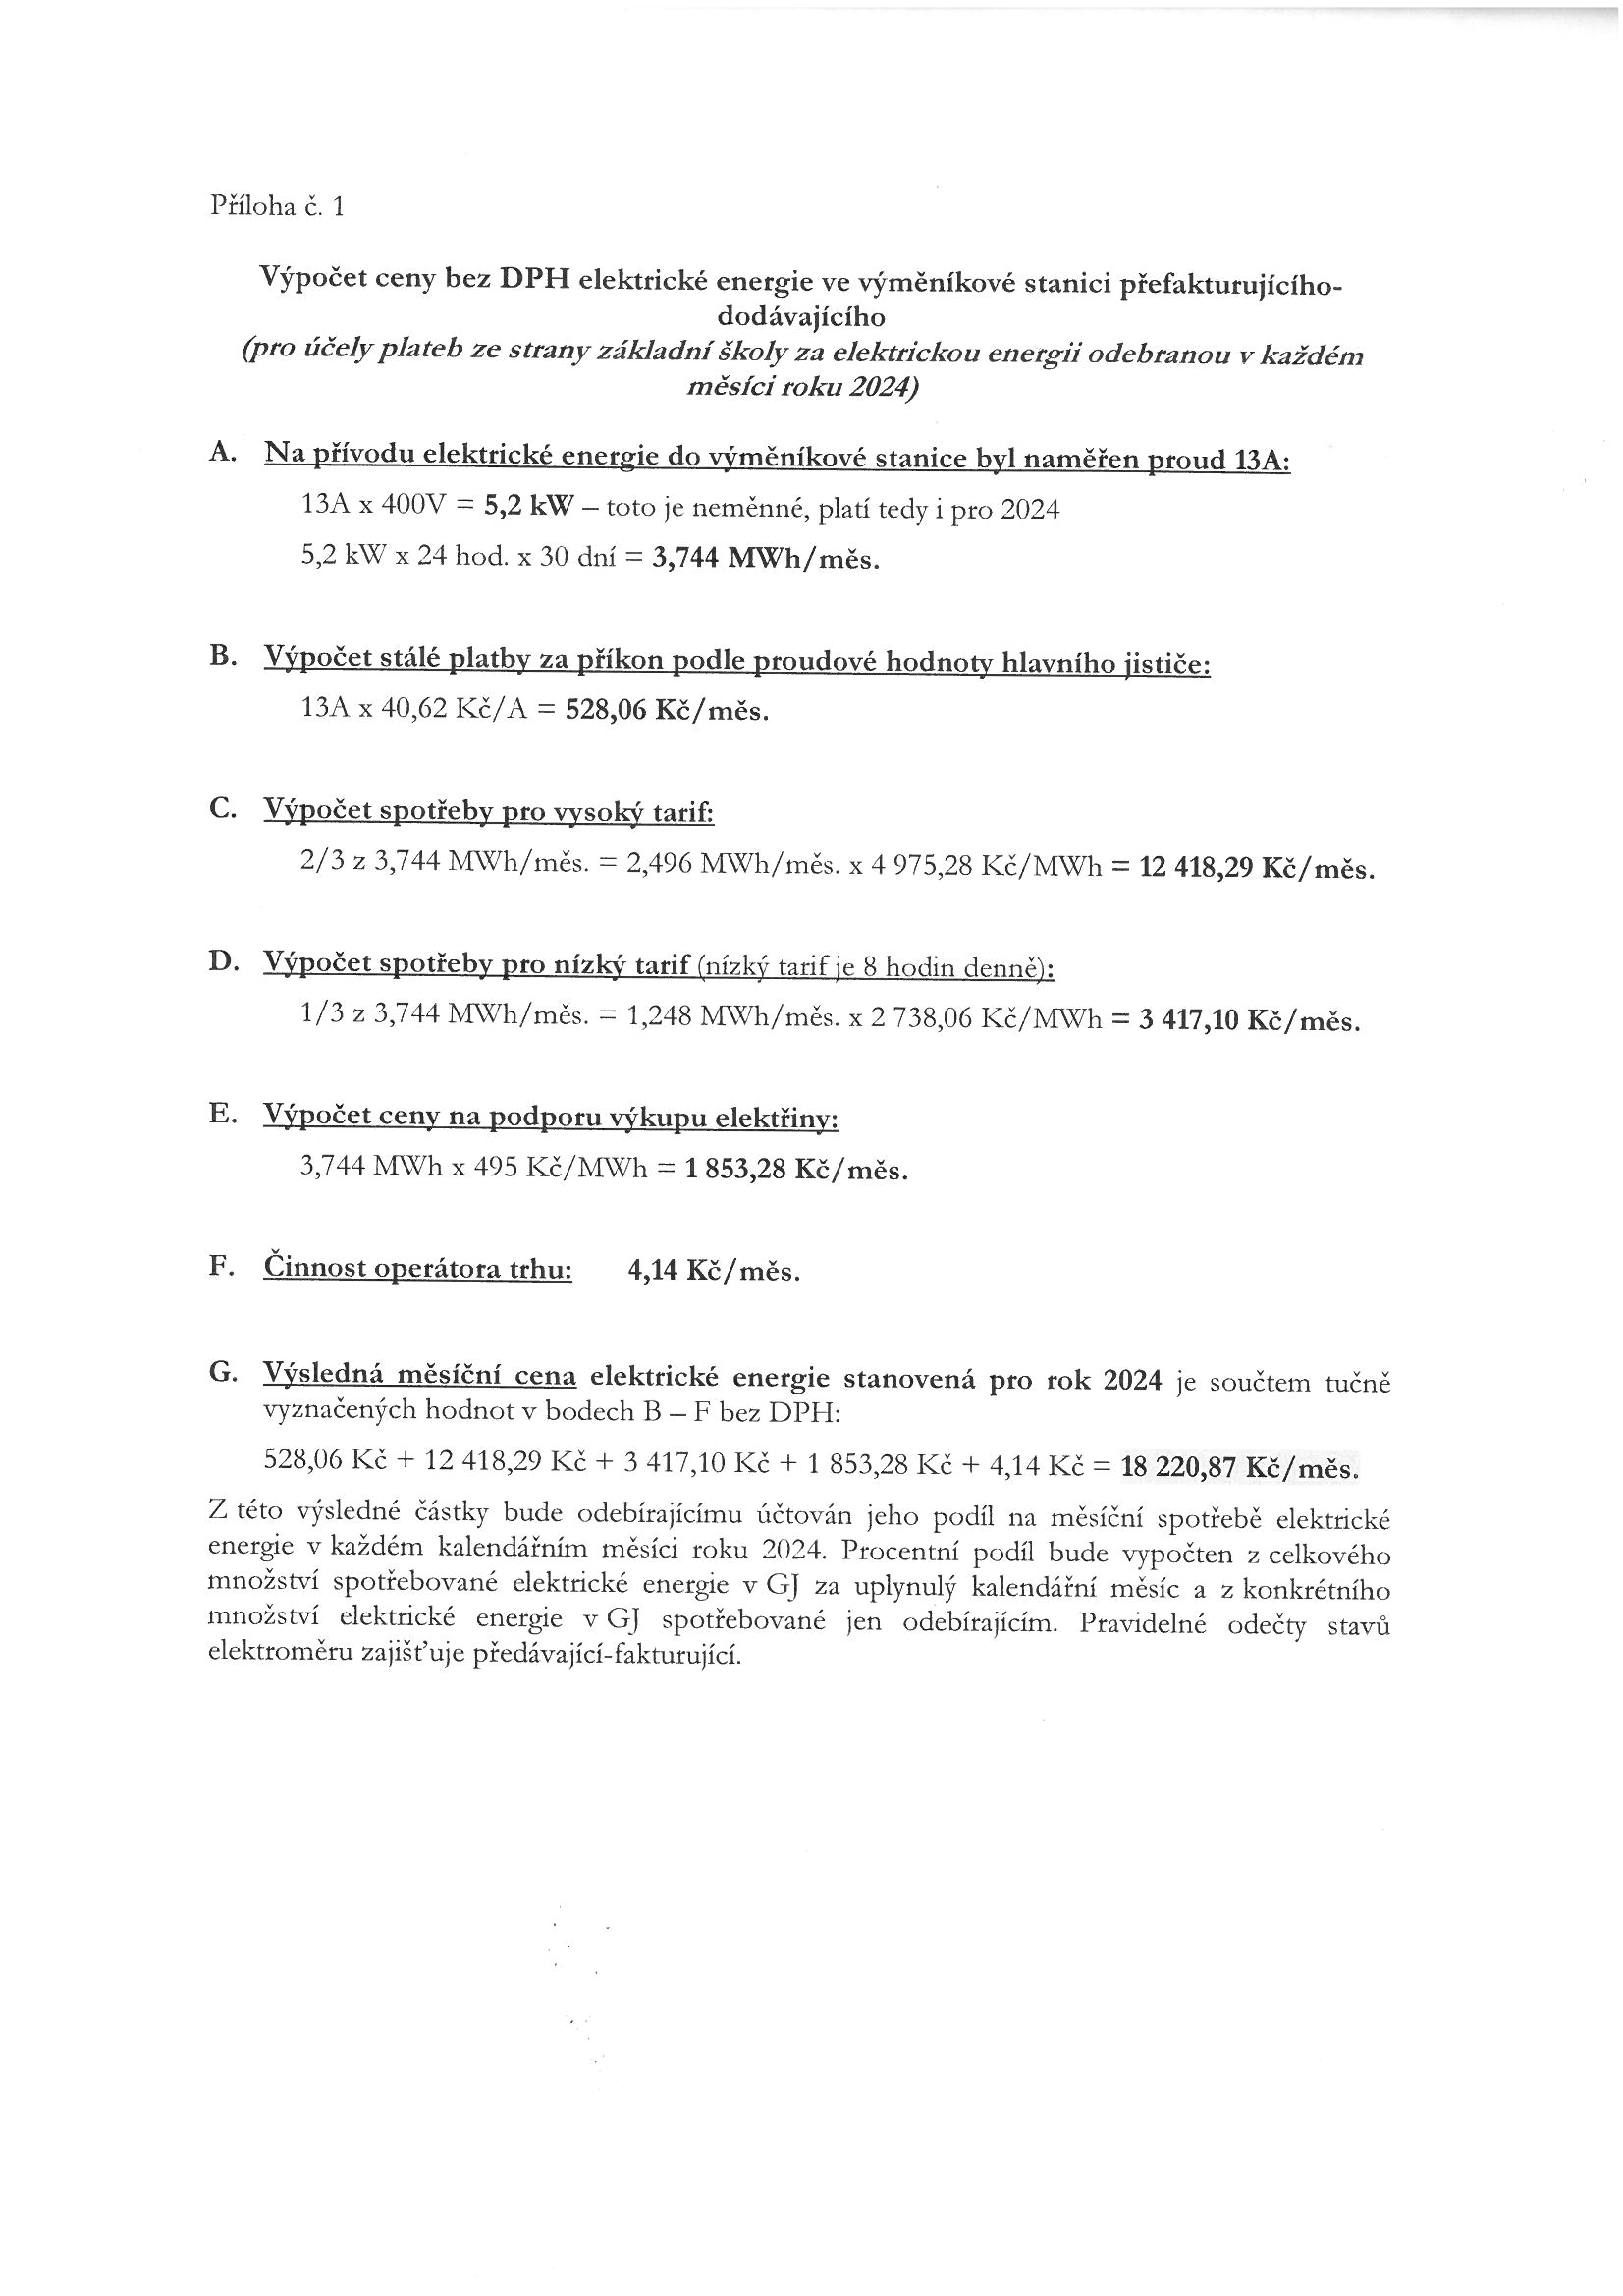 Příloha č. 1
Výpočet ceny bez DPH elektrické energie ve výměníkové stanici přefakturujícího-
dodávajícího
(pro účely plateb ze strany základní školy za elektrickou energii odebranou v každém
měsíci roku 2024)
A. Na přívodu elektrické energie do výměníkové stanice byl naměřen proud 13A:
13A x 400V = 5,2 kW – toto je neměnné, platí tedy i pro 2024
5,2 kW x 24 hod. x 30 dní = 3,744 MWh/měs.
B. Výpočet stálé platby za příkon podle proudové hodnoty hlavního jističe:
13A x 40,62 Kč/A = 528,06 Kč/měs.
C. Výpočet spotřeby pro vysoký tarif:
2/3 z 3,744 MWh/měs. = 2,496 MWh/měs. x 4 975,28 Kč/MWh = 12 418,29 Kč/měs.
D. Výpočet spotřeby pro nízký tarif (nízký tarif je 8 hodin denně):
1/3 z 3,744 MWh/měs. = 1,248 MWh/měs. x 2 738,06 Kč/MWh = 3 417,10 Kč/měs.
E. Výpočet ceny na podporu výkupu elektřiny:
3,744 MWh x 495 Kč/MWh = 1 853,28 Kč/měs.
F. Činnost operátora trhu: 4,14 Kč/měs.
G. Výsledná měsíční cena elektrické energie stanovená pro rok 2024 je součtem tučně
vyznačených hodnot v bodech B – F bez DPH:
528,06 Kč + 12 418,29 Kč + 3 417,10 Kč + 1 853,28 Kč + 4,14 Kč = 18 220,87 Kč/měs.
Z této výsledné částky bude odebírajícímu účtován jeho podíl na měsíční spotřebě elektrické
energie v každém kalendářním měsíci roku 2024. Procentní podíl bude vypočten z celkového
množství spotřebované elektrické energie v GJ za uplynulý kalendářní měsíc a z konkrétního
množství elektrické energie v GJ spotřebované jen odebírajícím. Pravidelné odečty stavů
elektroměru zajišťuje předávající-fakturující.